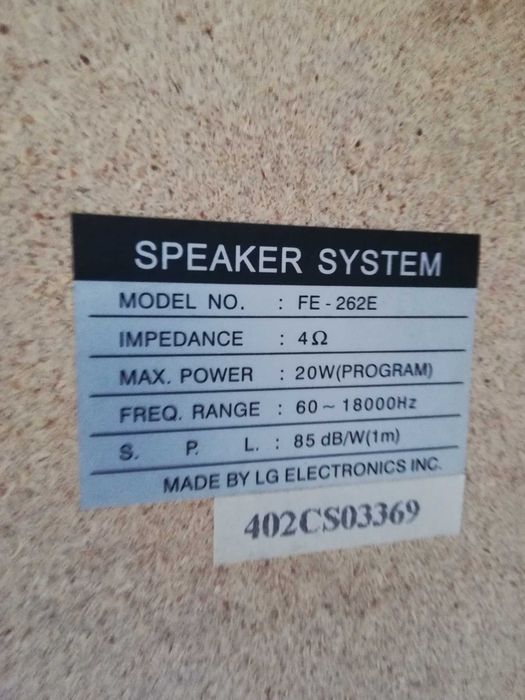 SPEAKER SYSTEM
MODEL NO. : FE - 262E
IMPEDANCE : 4Ω
MAX. POWER : 20W(PROGRAM)
FREQ. RANGE : 60 ~ 18000Hz
S. P. L. : 85 dB/W(1m)
MADE BY LG ELECTRONICS INC.
402CS03369